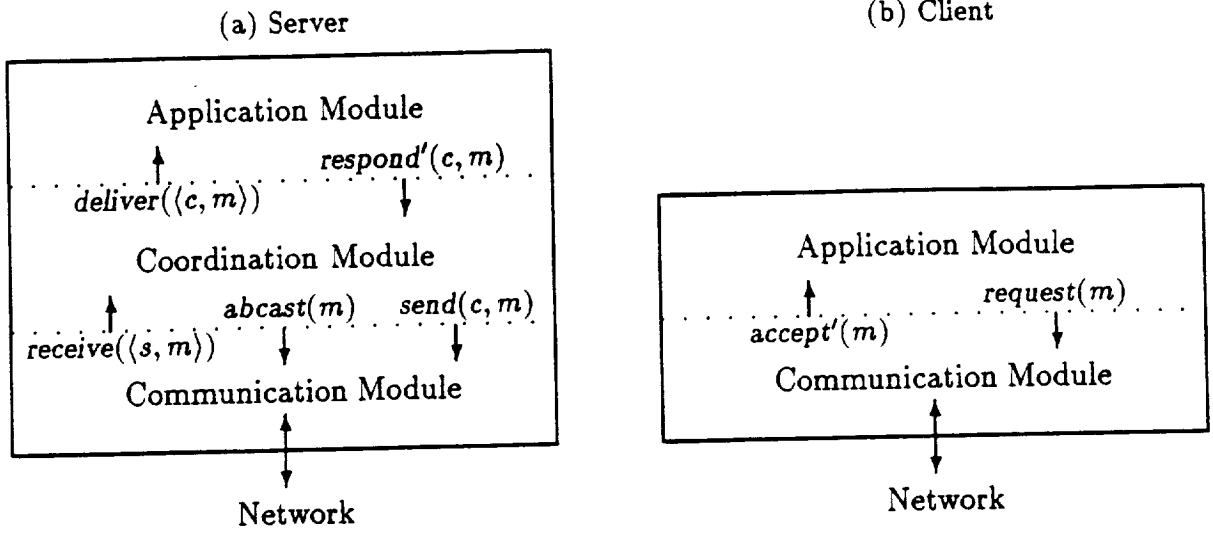 (a) Server
Application Module
respond′(c, m)
deliver(⟨c, m⟩)
Coordination Module
abcast(m)
send(c, m)
receive(⟨s, m⟩)
Communication Module
Network
(b) Client
Application Module
request(m)
accept′(m)
Communication Module
Network